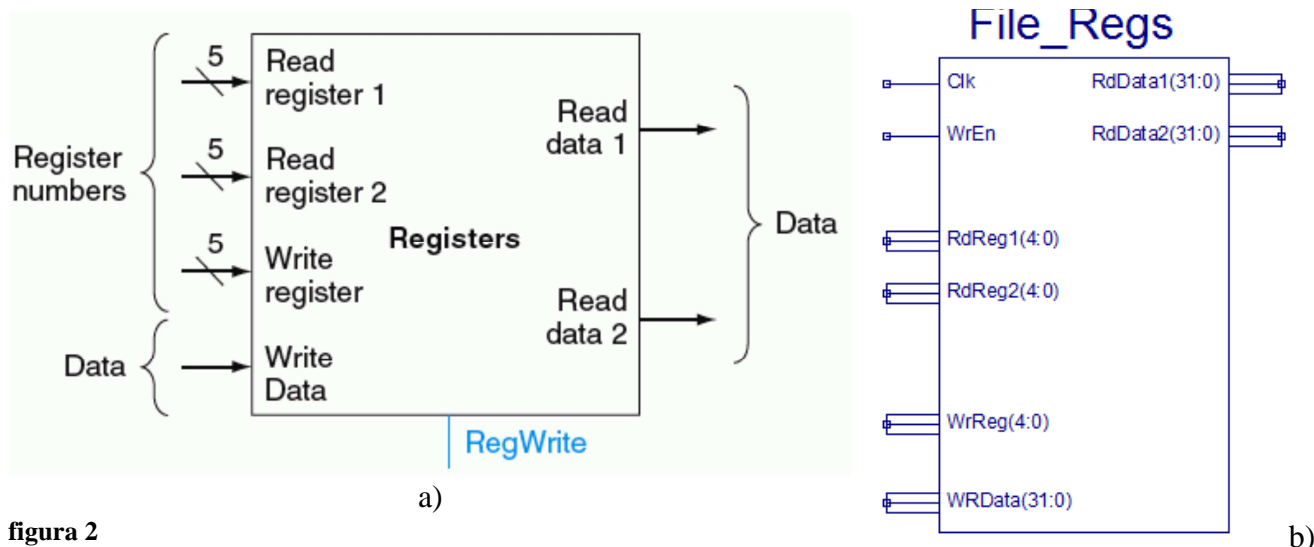 5
Read
register 1
5
Read
register 2
5
Write
register
Write
Data
Register
numbers
Data
Registers
Read
data 1
Read
data 2
Data
RegWrite
a)
figura 2
File_Regs
Clk
RdData1(31:0)
WrEn
RdData2(31:0)
RdReg1(4:0)
RdReg2(4:0)
WrReg(4:0)
WRData(31:0)
b)